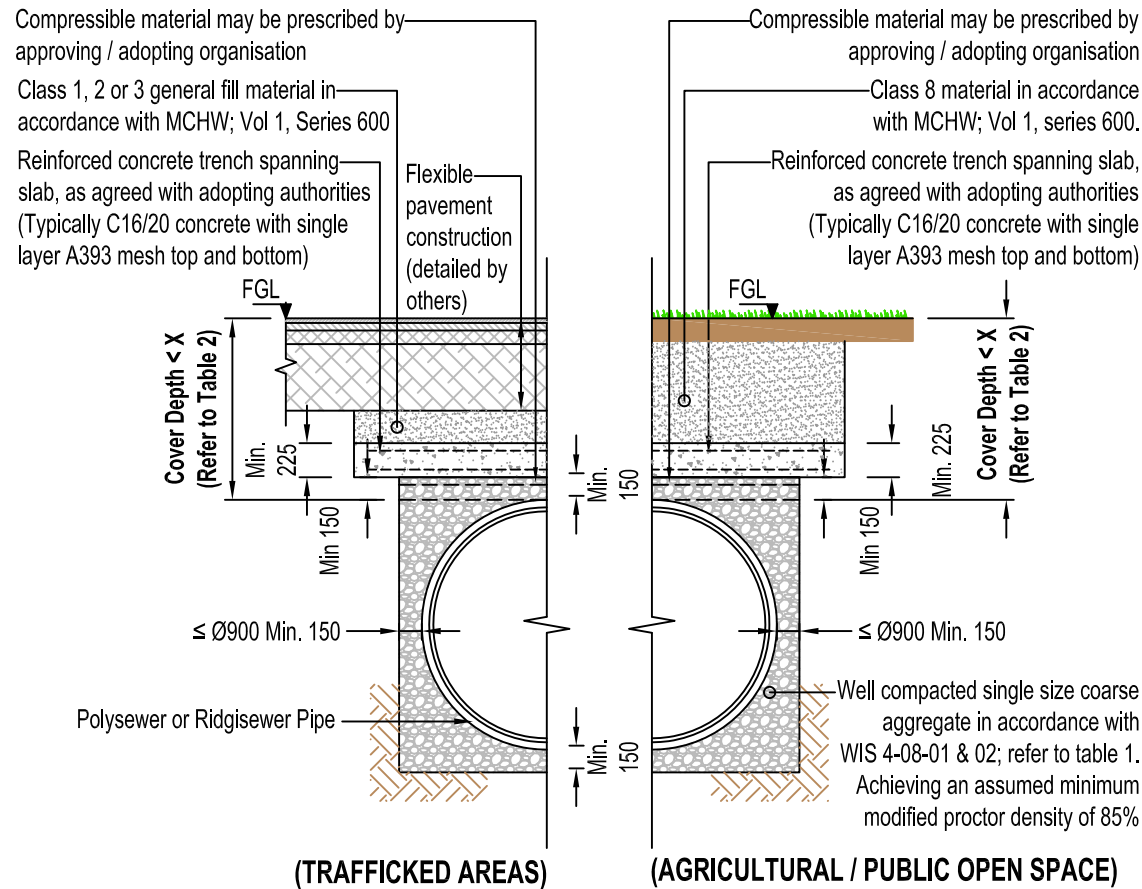 Compressible material may be prescribed by
approving / adopting organisation
Class 1, 2 or 3 general fill material in
accordance with MCHW; Vol 1, Series 600
Reinforced concrete trench spanning
slab, as agreed with adopting authorities
(Typically C16/20 concrete with single
layer A393 mesh top and bottom)
Flexible
pavement
construction
(detailed by
others)
FGL
Cover Depth < X
(Refer to Table 2)
Min.
225
Min 150
Min.
150
≤ Ø900 Min. 150
Polysewer or Ridgisewer Pipe
Min.
150
(TRAFFICKED AREAS)
Compressible material may be prescribed by
approving / adopting organisation
Class 8 material in accordance
with MCHW; Vol 1, series 600.
Reinforced concrete trench spanning slab,
as agreed with adopting authorities
(Typically C16/20 concrete with single
layer A393 mesh top and bottom)
FGL
Cover Depth < X
(Refer to Table 2)
Min. 225
Min 150
≤ Ø900 Min. 150
Well compacted single size coarse
aggregate in accordance with
WIS 4-08-01 & 02; refer to table 1.
Achieving an assumed minimum
modified proctor density of 85%
(AGRICULTURAL / PUBLIC OPEN SPACE)